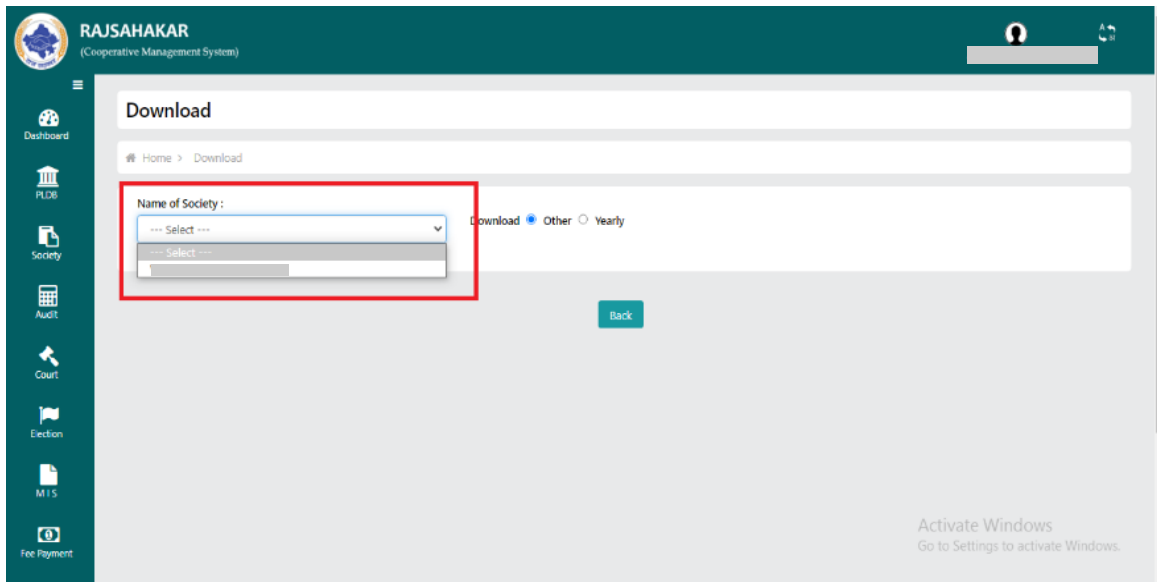 RAJSAHAKAR
(Cooperative Management System)
Dashboard
PLDB
Society
Audit
Court
Election
MIS
Fee Payment
Download
Home > Download
Name of Society :
--- Select ---
--- Select ---
Download Other Yearly
Back
Activate Windows
Go to Settings to activate Windows.